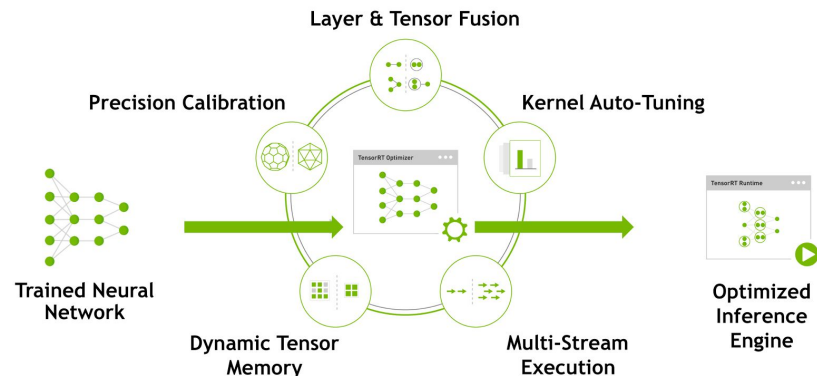 Layer & Tensor Fusion
Precision Calibration
Kernel Auto-Tuning
TensorRT Optimizer
TensorRT Runtime
Trained Neural
Network
Dynamic Tensor
Memory
Multi-Stream
Execution
Optimized
Inference
Engine